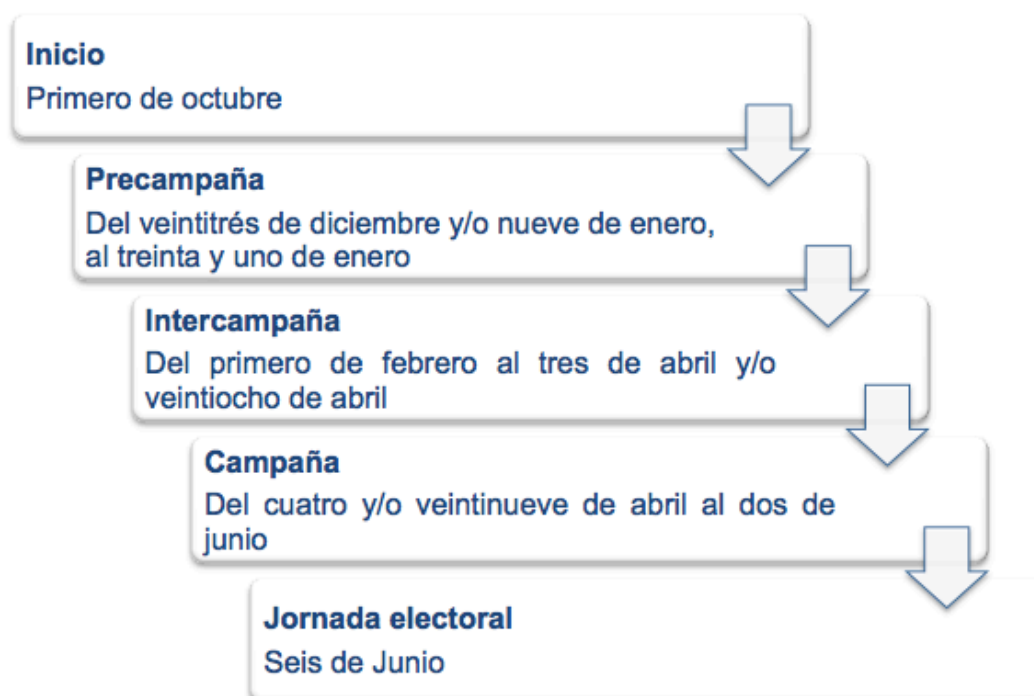 Inicio
Primero de octubre
Precampaña
Del veintitrés de diciembre y/o nueve de enero,
al treinta y uno de enero
Intercampaña
Del primero de febrero al tres de abril y/o
veintiocho de abril
Campaña
Del cuatro y/o veintinueve de abril al dos de
junio
Jornada electoral
Seis de Junio